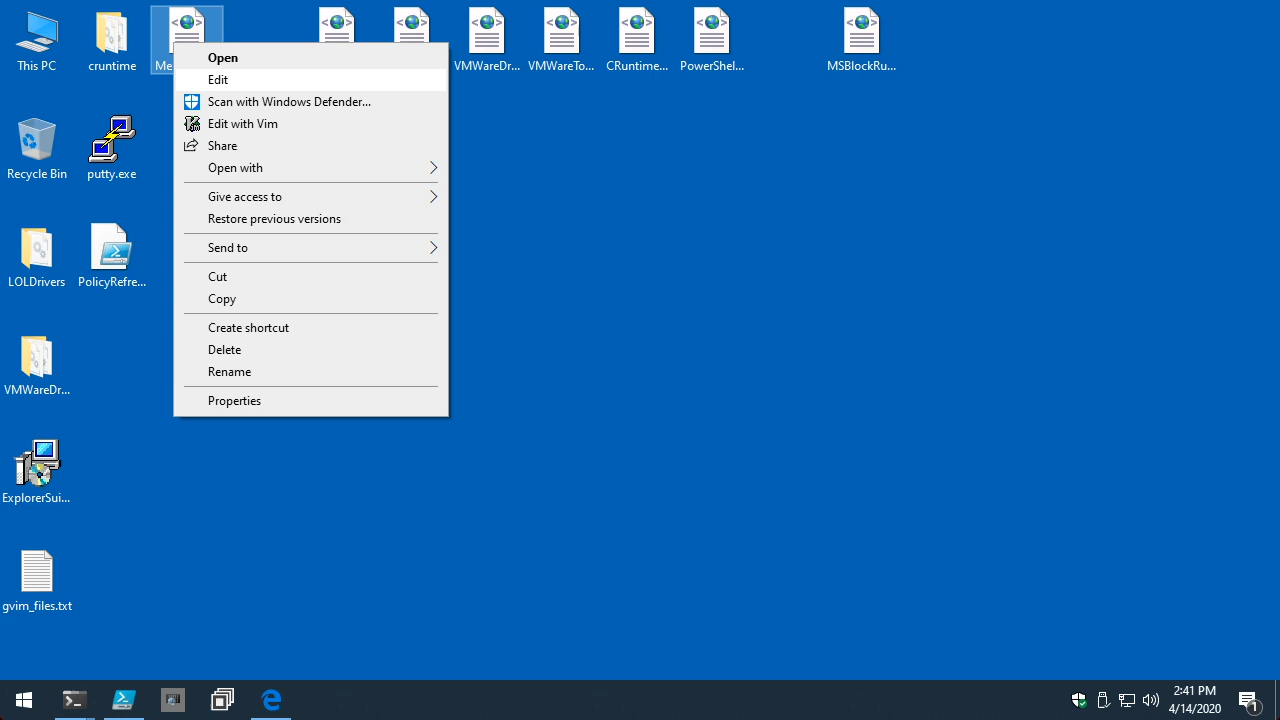 This PC
cruntime
Me
VMWareDr...
VMWareTo...
CRuntime...
PowerShel...
MSBlockRu...
Open
Edit
Scan with Windows Defender...
Edit with Vim
Share
Open with
Give access to
Restore previous versions
Send to
Cut
Copy
Create shortcut
Delete
Rename
Properties
Recycle Bin
putty.exe
LOLDrivers
PolicyRefre...
VMWareDr...
ExplorerSui...
gvim_files.txt
2:41 PM
4/14/2020
1